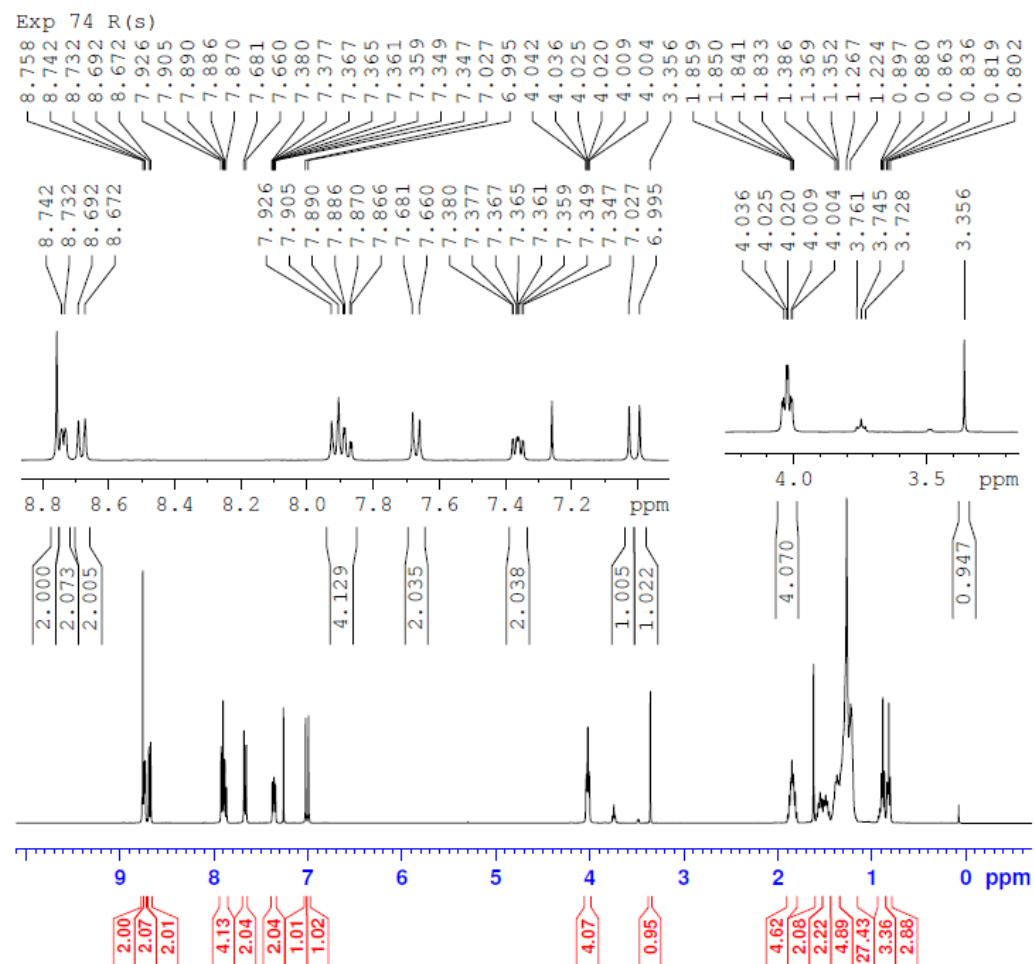 Exp 74 R(s)
8.758 8.742 8.732 8.692 8.672 7.926 7.905 7.890 7.886 7.870 7.681 7.660 7.380 7.377 7.367 7.365 7.361 7.359 7.349 7.347 7.027 6.995 4.042 4.036 4.025 4.020 4.009 4.004 3.356 1.859 1.850 1.841 1.833 1.386 1.369 1.352 1.267 1.224 0.897 0.880 0.863 0.836 0.819 0.802
8.742 8.732 8.692 8.672 7.926 7.905 7.890 7.886 7.870 7.866 7.681 7.660 7.380 7.377 7.367 7.365 7.361 7.359 7.349 7.347 7.027 6.995 4.036 4.025 4.020 4.009 4.004 3.761 3.745 3.728 3.356
4.0 3.5 ppm
8.8 8.6 8.4 8.2 8.0 7.8 7.6 7.4 7.2 ppm
2.000 2.073 2.005 4.129 2.035 2.038 1.005 1.022 4.070 0.947
9 8 7 6 5 4 3 2 1 0 ppm
2.00 2.07 2.01 4.13 2.04 2.04 1.01 1.02 4.07 0.95 4.62 2.08 2.22 4.89 27.43 3.36 2.88